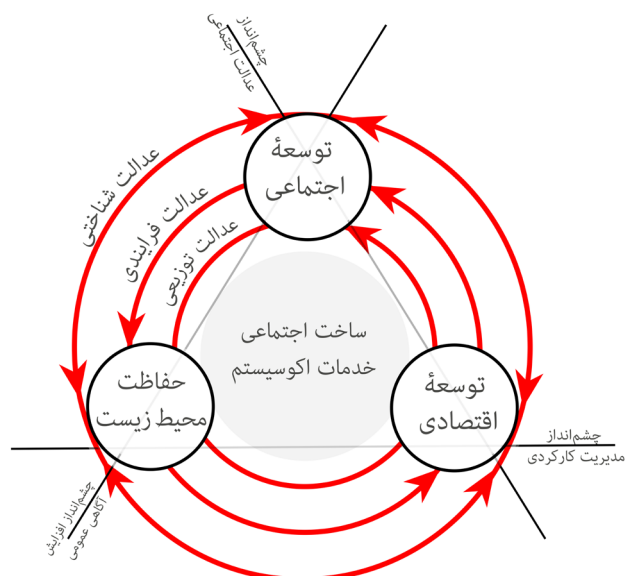 چشم‌انداز
عدالت اجتماعی
توسعهٔ
اجتماعی
عدالت شناختی
عدالت فرایندی
عدالت توزیعی
ساخت اجتماعی
خدمات اکوسیستم
حفاظت
محیط زیست
توسعهٔ
اقتصادی
چشم‌انداز
مدیریت کارکردی
چشم‌انداز افزایش
آگاهی عمومی